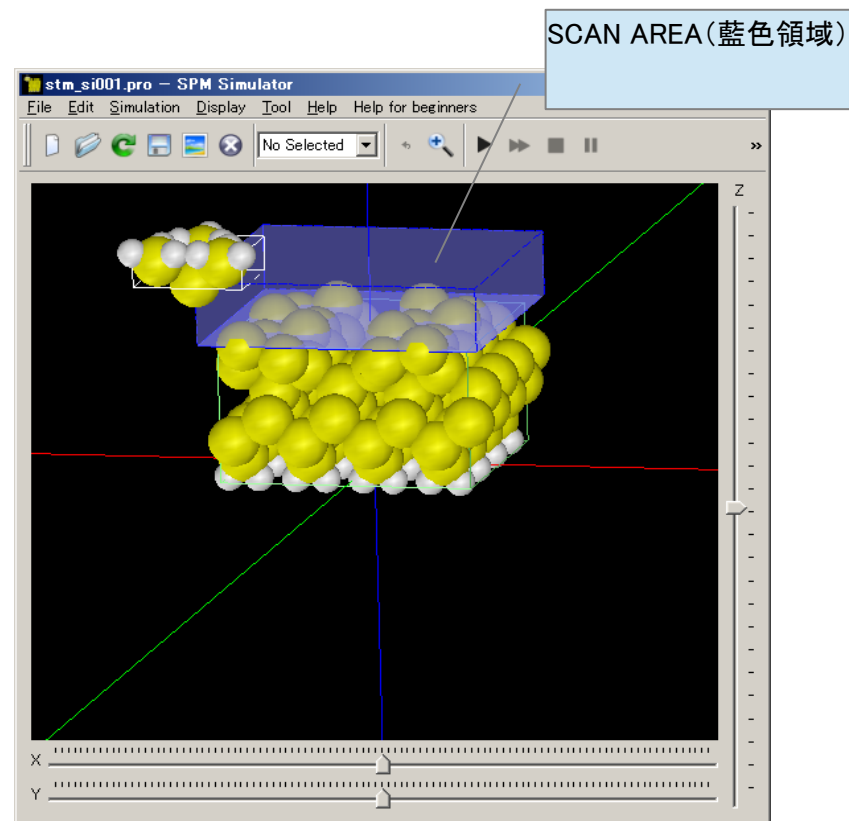 SCAN AREA(藍色領域)
stm_si001.pro − SPM Simulator
File Edit Simulation Display Tool Help Help for beginners
No Selected
»
Z
X
Y